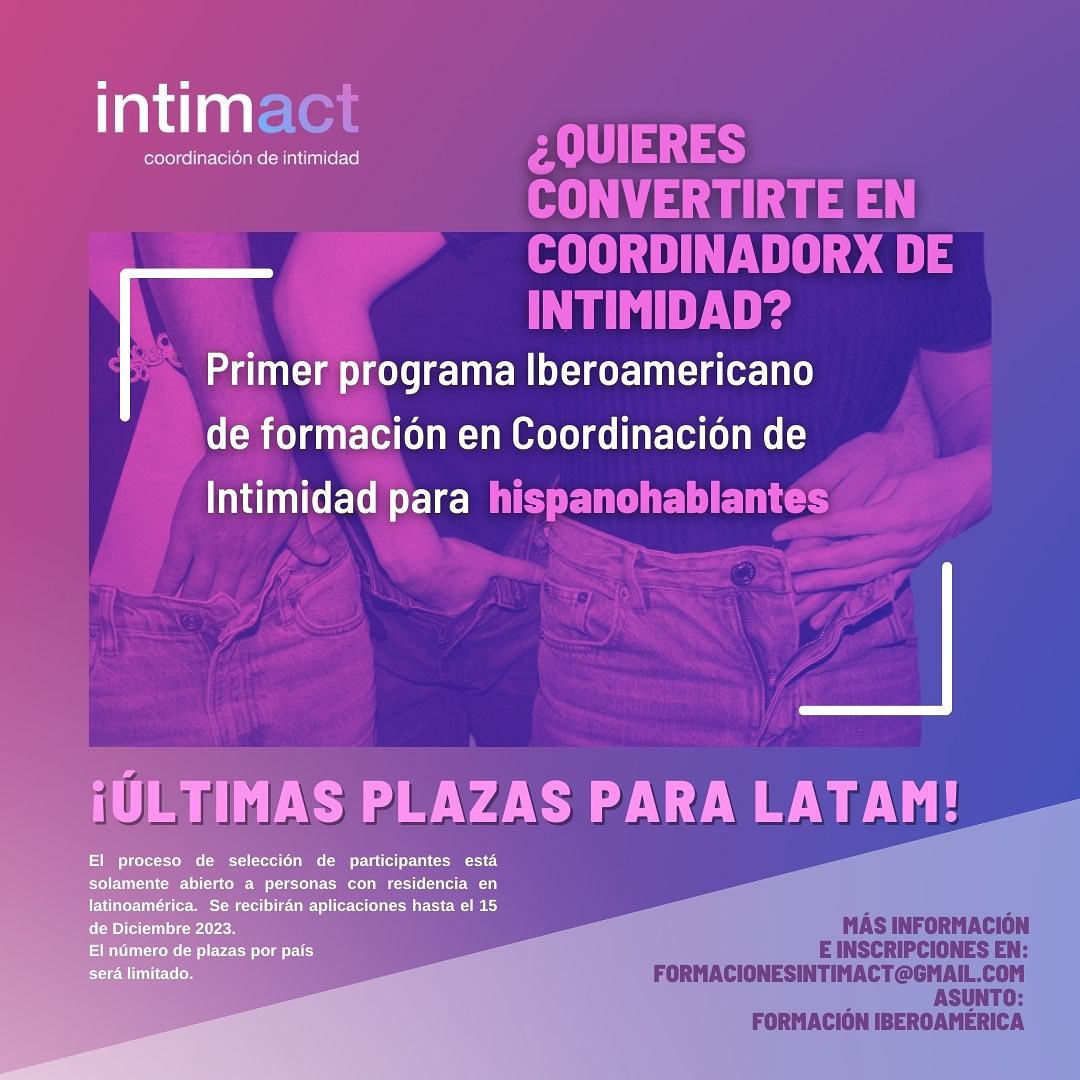 intimact
coordinación de intimidad
¿QUIERES
CONVERTIRTE EN
COORDINADORX DE
INTIMIDAD?
Primer programa Iberoamericano
de formación en Coordinación de
Intimidad para hispanohablantes
¡ÚLTIMAS PLAZAS PARA LATAM!
El proceso de selección de participantes está
solamente abierto a personas con residencia en
latinoamérica. Se recibirán aplicaciones hasta el 15
de Diciembre 2023.
El número de plazas por país
será limitado.
MÁS INFORMACIÓN
E INSCRIPCIONES EN:
FORMACIONESINTIMACT@GMAIL.COM
ASUNTO:
FORMACIÓN IBEROAMÉRICA